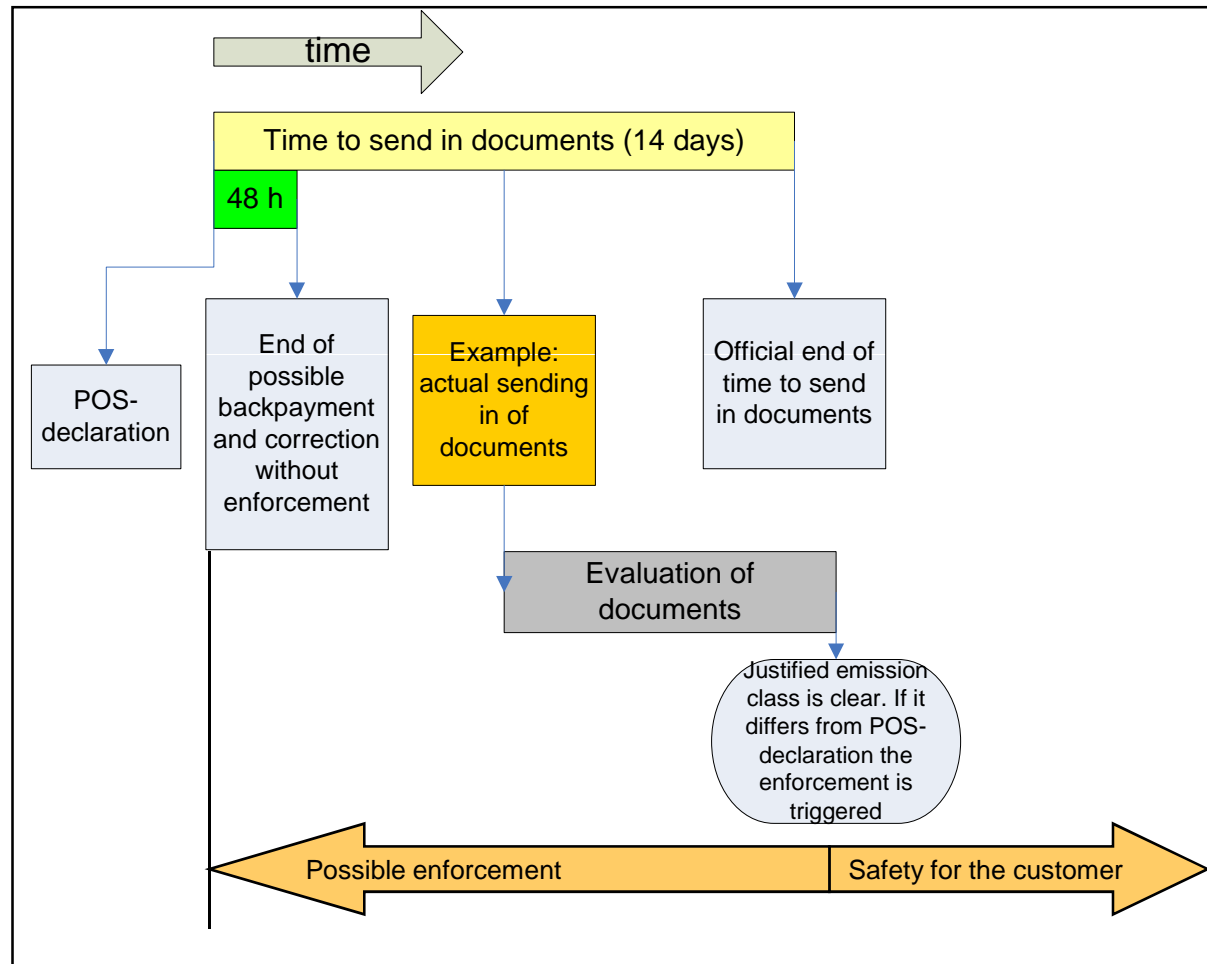 time
Time to send in documents (14 days)
48 h
POS-
declaration
End of
possible
backpayment
and correction
without
enforcement
Example:
actual sending
in of
documents
Official end of
time to send
in documents
Evaluation of
documents
Justified emission
class is clear. If it
differs from POS-
declaration the
enforcement is
triggered
Possible enforcement
Safety for the customer